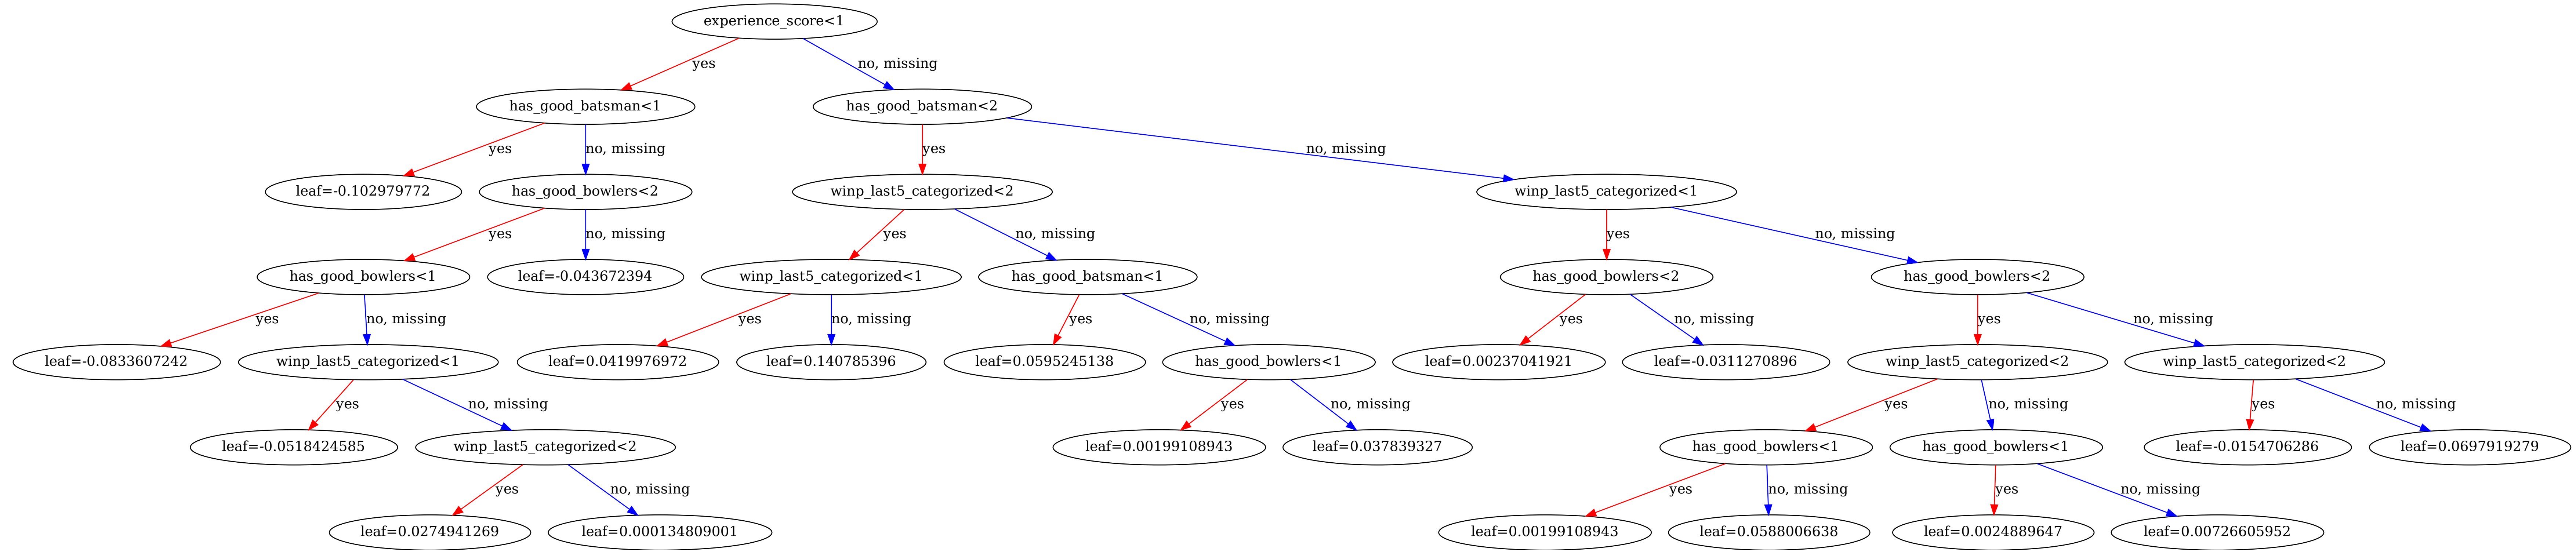 experience_score<1
yes
no, missing
has_good_batsman<1
has_good_batsman<2
yes
no, missing
yes
no, missing
leaf=-0.102979772
has_good_bowlers<2
winp_last5_categorized<2
winp_last5_categorized<1
yes
no, missing
yes
no, missing
yes
no, missing
has_good_bowlers<1
leaf=-0.043672394
winp_last5_categorized<1
has_good_batsman<1
has_good_bowlers<2
has_good_bowlers<2
yes
no, missing
yes
no, missing
yes
no, missing
yes
no, missing
yes
no, missing
leaf=-0.0833607242
winp_last5_categorized<1
leaf=0.0419976972
leaf=0.140785396
leaf=0.0595245138
has_good_bowlers<1
leaf=0.00237041921
leaf=-0.0311270896
winp_last5_categorized<2
winp_last5_categorized<2
yes
no, missing
yes
no, missing
yes
no, missing
yes
no, missing
leaf=-0.0518424585
winp_last5_categorized<2
leaf=0.00199108943
leaf=0.037839327
has_good_bowlers<1
has_good_bowlers<1
leaf=-0.0154706286
leaf=0.0697919279
yes
no, missing
yes
no, missing
yes
no, missing
leaf=0.0274941269
leaf=0.000134809001
leaf=0.00199108943
leaf=0.0588006638
leaf=0.0024889647
leaf=0.00726605952